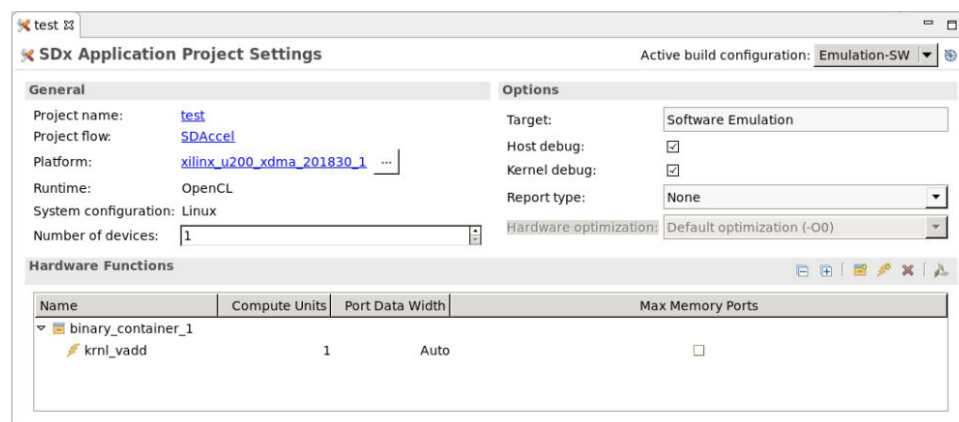 test
SDx Application Project Settings
Active build configuration: Emulation-SW
General
Project name: test
Project flow: SDAccel
Platform: xilinx_u200_xdma_201830_1 ...
Runtime: OpenCL
System configuration: Linux
Number of devices: 1
Options
Target: Software Emulation
Host debug:
Kernel debug:
Report type: None
Hardware optimization: Default optimization (-O0)
Hardware Functions
Name Compute Units Port Data Width Max Memory Ports
binary_container_1
krnl_vadd 1 Auto